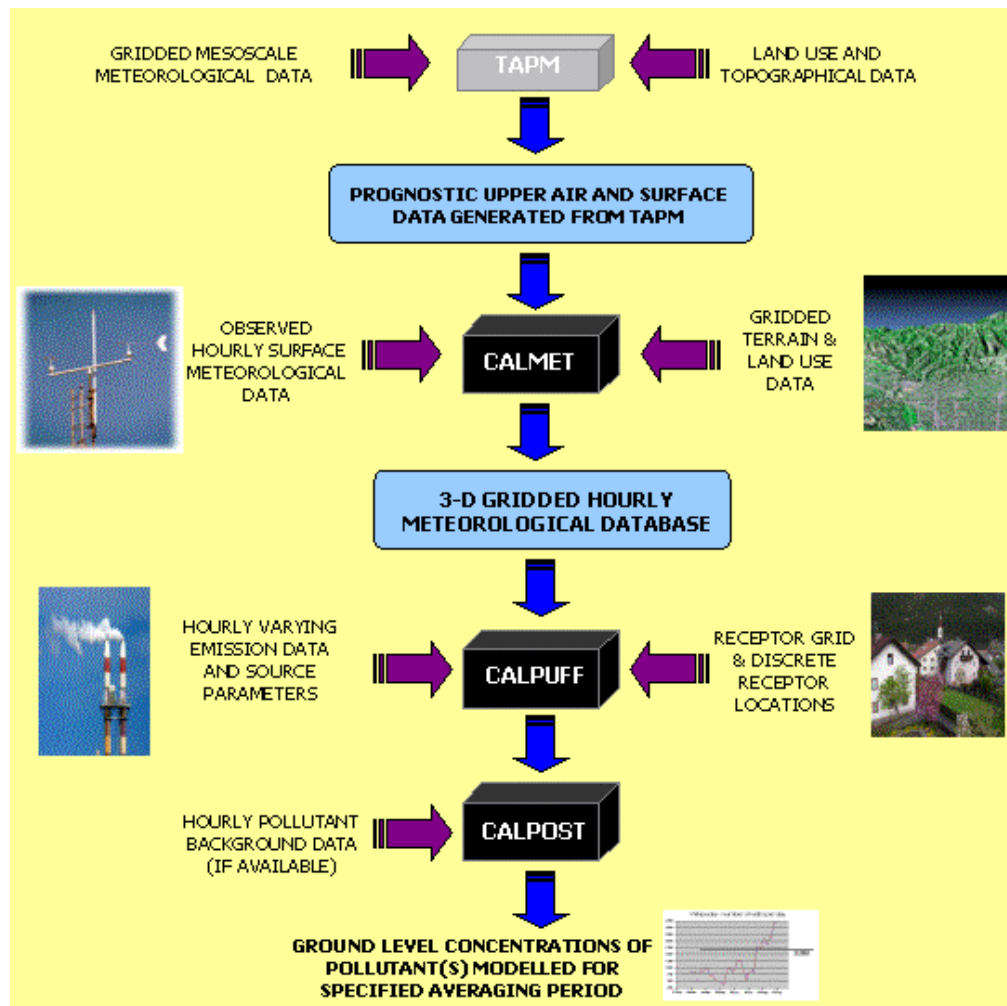 GRIDDED MESOSCALE
METEOROLOGICAL DATA
TAPM
LAND USE AND
TOPOGRAPHICAL DATA
PROGNOSTIC UPPER AIR AND SURFACE
DATA GENERATED FROM TAPM
OBSERVED
HOURLY SURFACE
METEOROLOGICAL
DATA
CALMET
GRIDDED
TERRAIN &
LAND USE
DATA
3-D GRIDDED HOURLY
METEOROLOGICAL DATABASE
HOURLY VARYING
EMISSION DATA
AND SOURCE
PARAMETERS
CALPUFF
RECEPTOR GRID
& DISCRETE
RECEPTOR
LOCATIONS
HOURLY POLLUTANT
BACKGROUND DATA
(IF AVAILABLE)
CALPOST
GROUND LEVEL CONCENTRATIONS OF
POLLUTANT(S) MODELLED FOR
SPECIFIED AVERAGING PERIOD